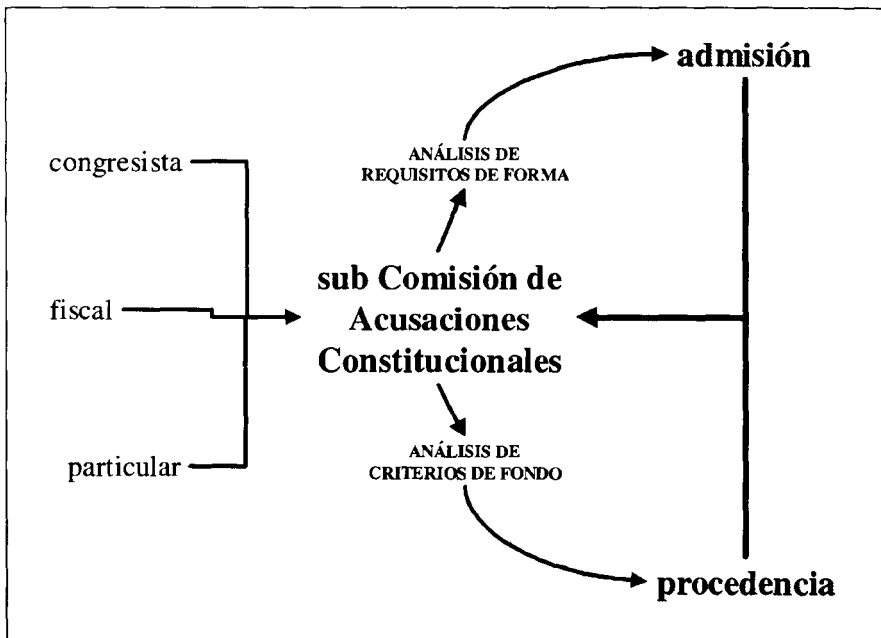 admisión
ANÁLISIS DE
REQUISITOS DE FORMA
congresista
sub Comisión de
Acusaciones
Constitucionales
fiscal
ANÁLISIS DE
CRITERIOS DE FONDO
particular
procedencia